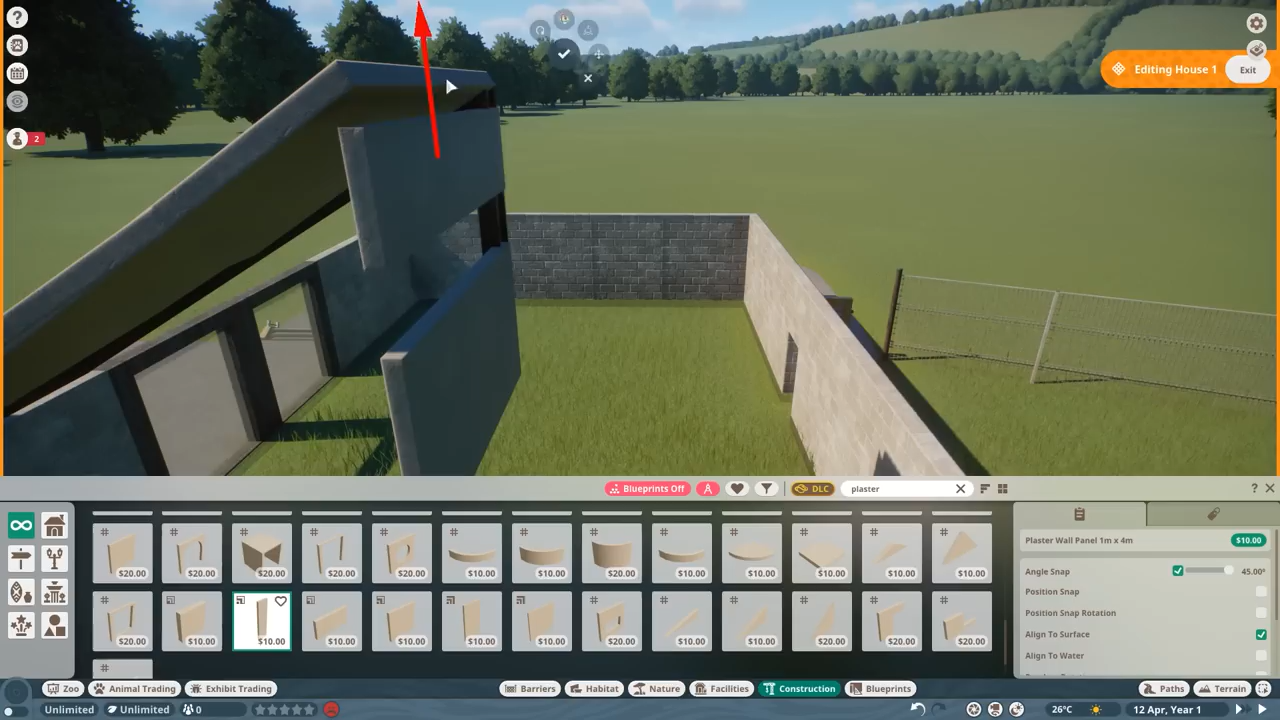 ?
2
Editing House 1 Exit
Blueprints Off DLC plaster
?
$20.00 $20.00 $20.00 $20.00 $20.00 $10.00 $10.00 $20.00 $10.00 $10.00 $10.00 $10.00 $10.00
$20.00 $10.00 $10.00 $10.00 $10.00 $10.00 $10.00 $20.00 $10.00 $10.00 $20.00 $20.00 $20.00
Plaster Wall Panel 1m x 4m $10.00
Angle Snap 45.00°
Position Snap
Position Snap Rotation
Align To Surface
Align To Water
Zoo Animal Trading Exhibit Trading Barriers Habitat Nature Facilities Construction Blueprints Paths Terrain
Unlimited Unlimited 0 26°C 12 Apr, Year 1